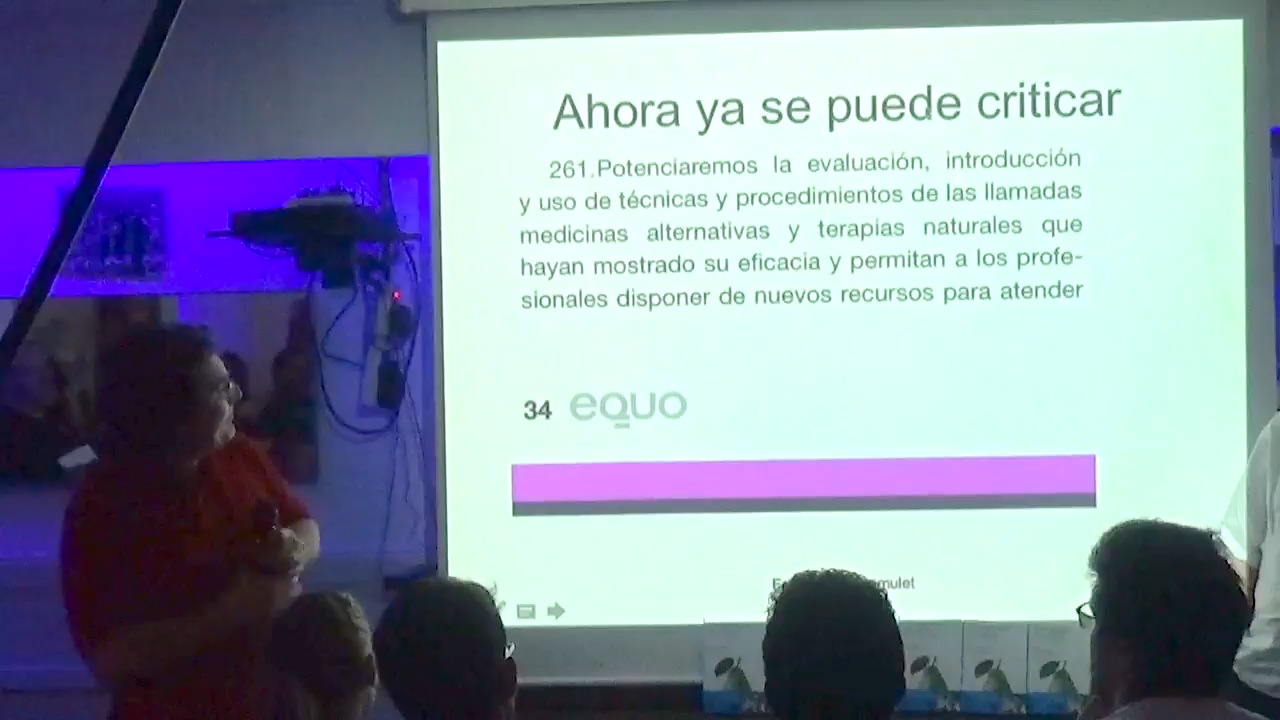 Ahora ya se puede criticar
261.Potenciaremos la evaluación, introducción
y uso de técnicas y procedimientos de las llamadas
medicinas alternativas y terapias naturales que
hayan mostrado su eficacia y permitan a los profe-
sionales disponer de nuevos recursos para atender
34 equo